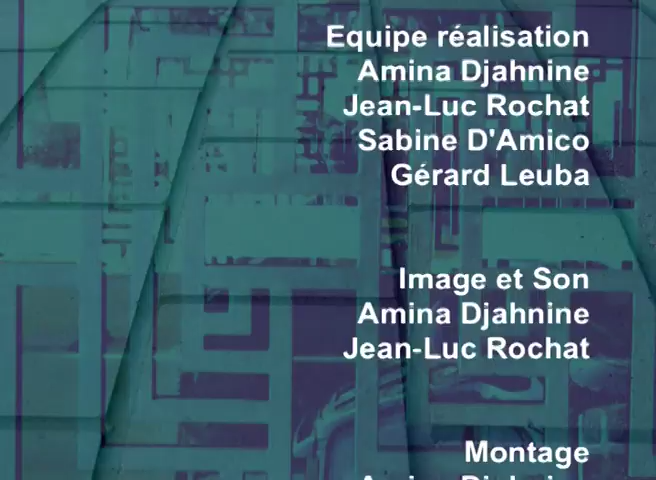 Equipe réalisation
Amina Djahnine
Jean-Luc Rochat
Sabine D'Amico
Gérard Leuba
Image et Son
Amina Djahnine
Jean-Luc Rochat
Montage